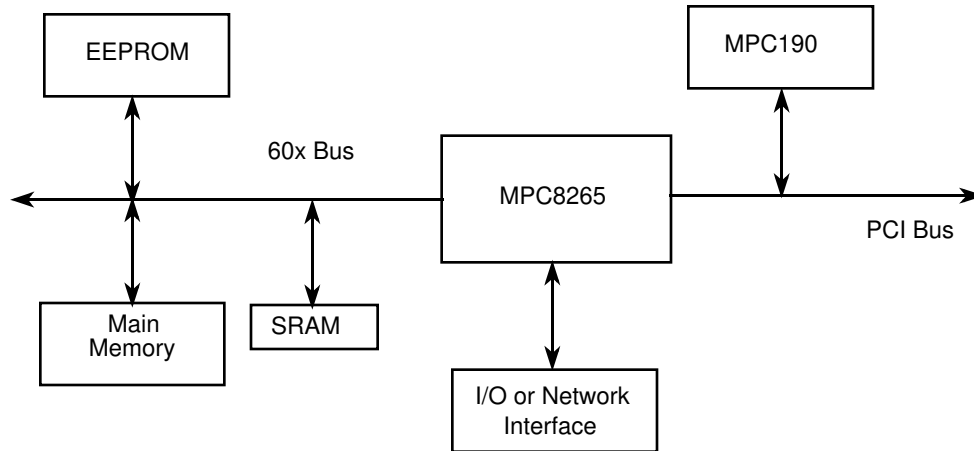 EEPROM
MPC190
60x Bus
MPC8265
PCI Bus
Main
Memory
SRAM
I/O or Network
Interface